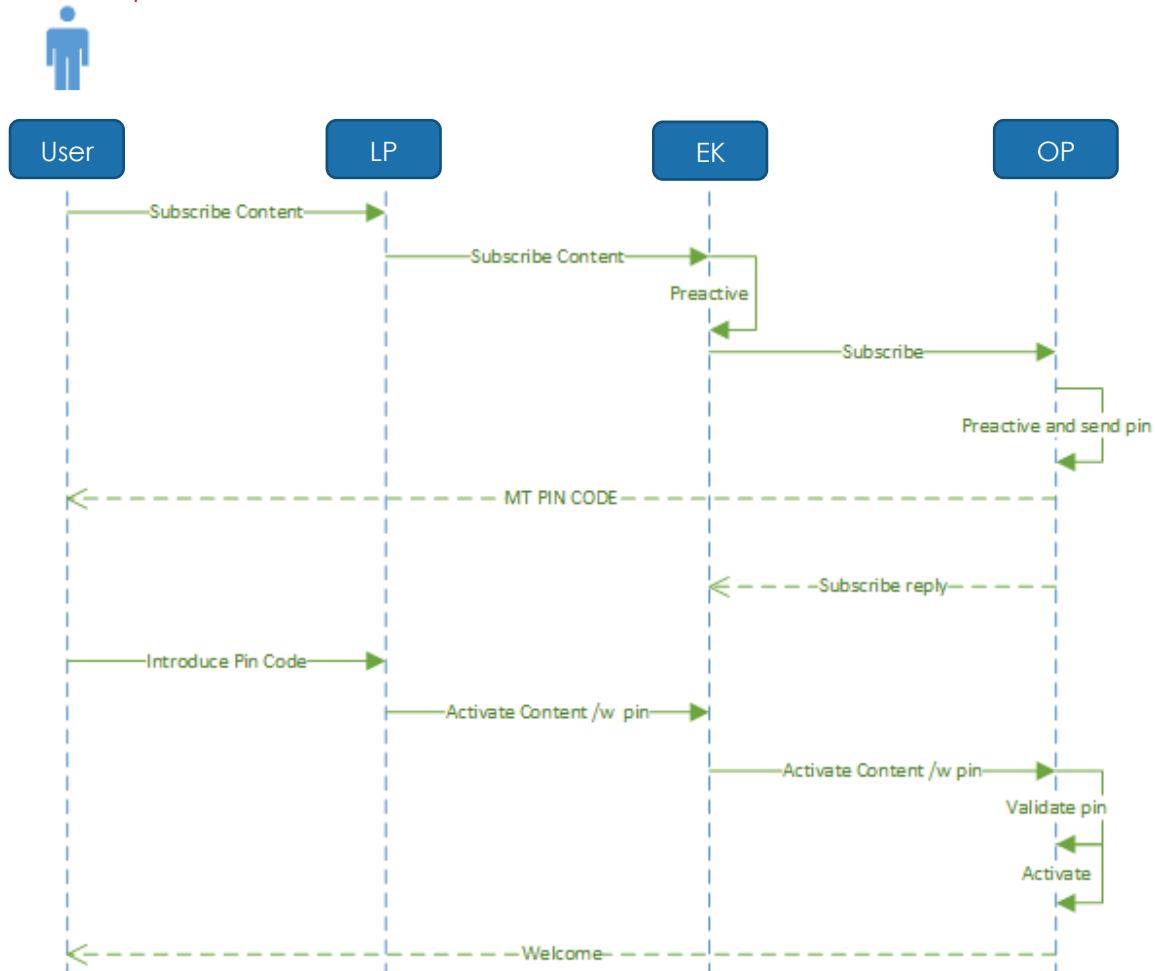 User
LP
EK
OP
Subscribe Content
Subscribe Content
Preactive
Subscribe
Preactive and send pin
MT PIN CODE
Subscribe reply
Introduce Pin Code
Activate Content /w pin
Activate Content /w pin
Validate pin
Activate
Welcome